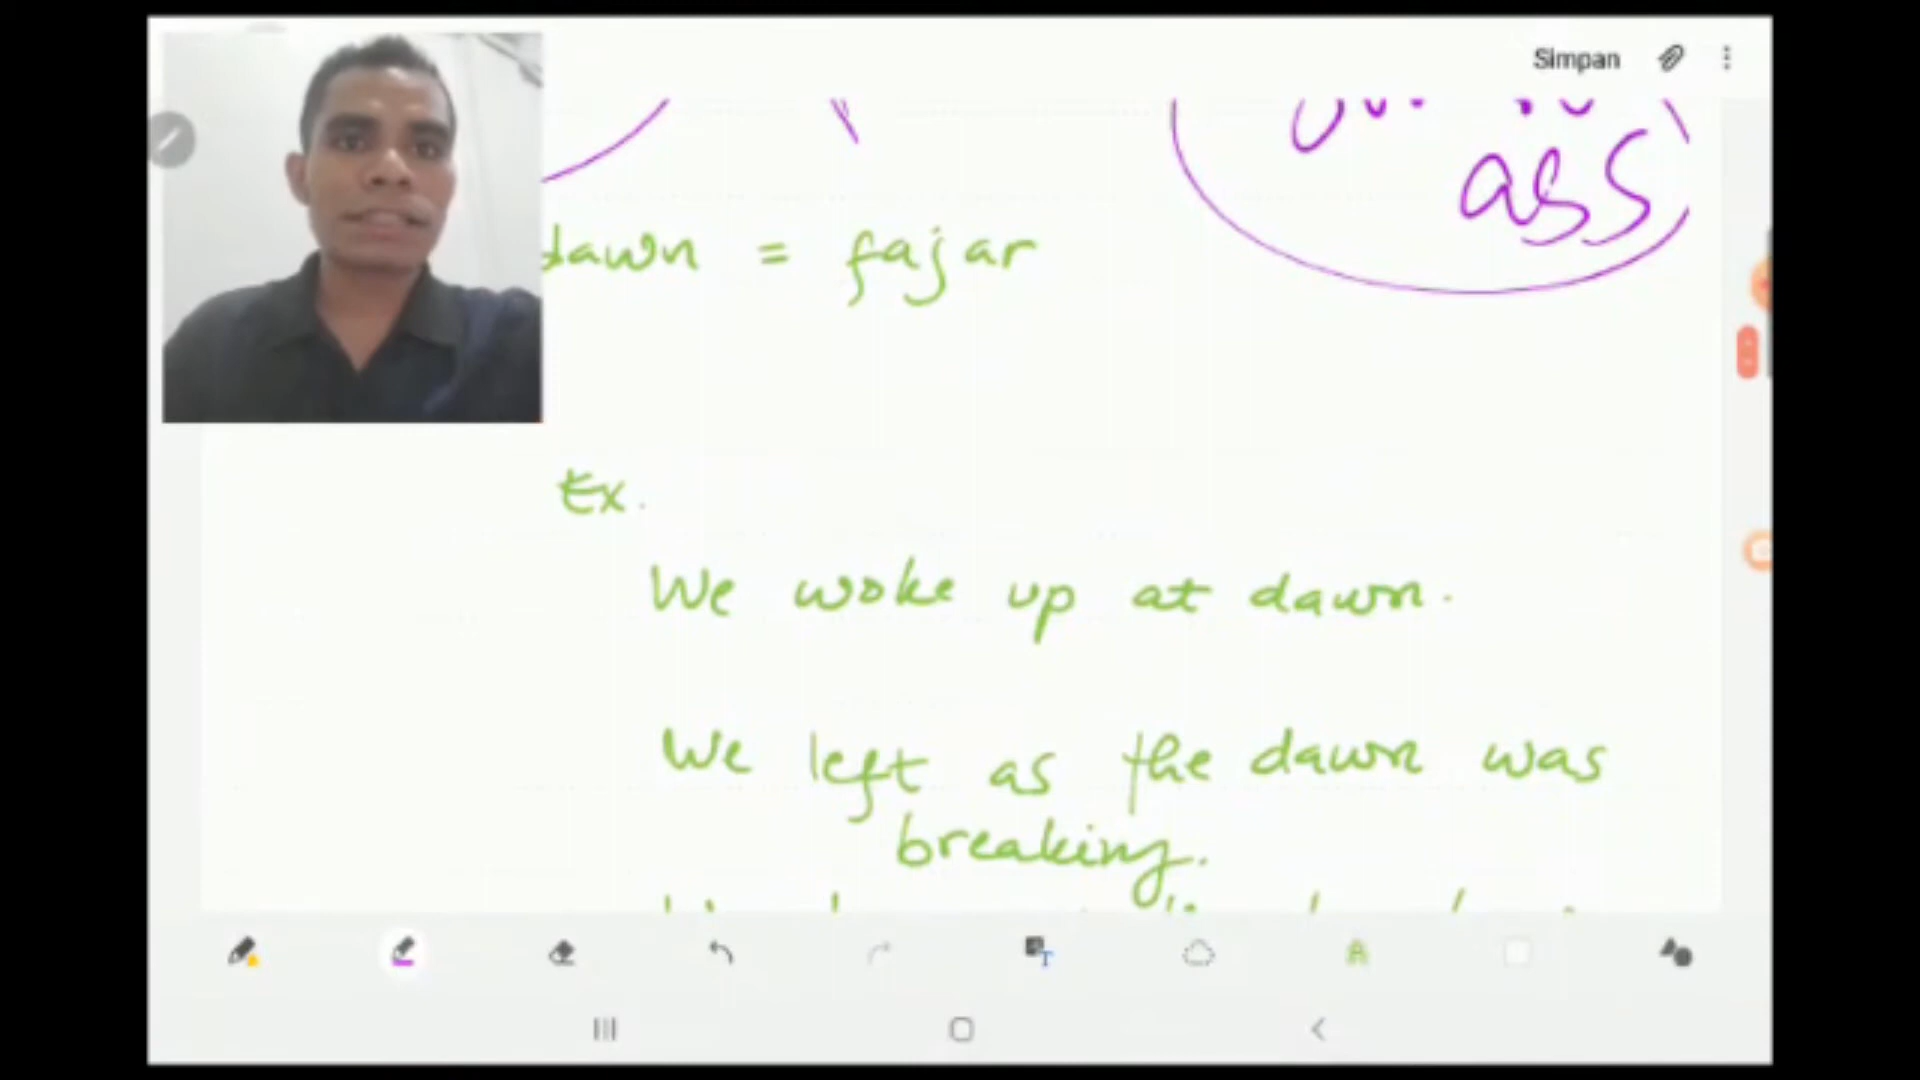 Simpan
ass
dawn = fajar
Ex.
We woke up at dawn.
We left as the dawn was
breaking.